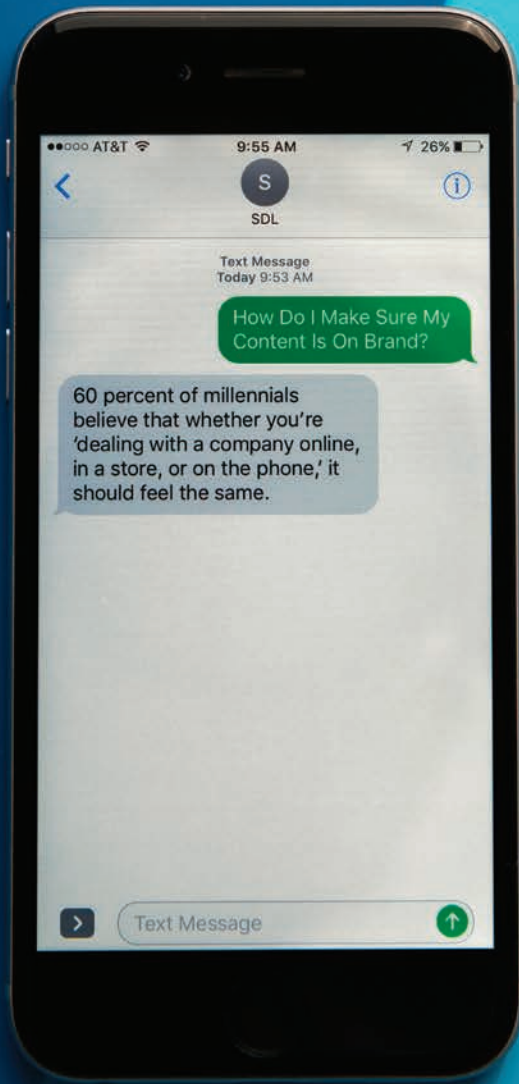 AT&T 9:55 AM 26%
S
SDL
Text Message
Today 9:53 AM
How Do I Make Sure My
Content Is On Brand?
60 percent of millennials
believe that whether you’re
‘dealing with a company online,
in a store, or on the phone,’ it
should feel the same.
Text Message